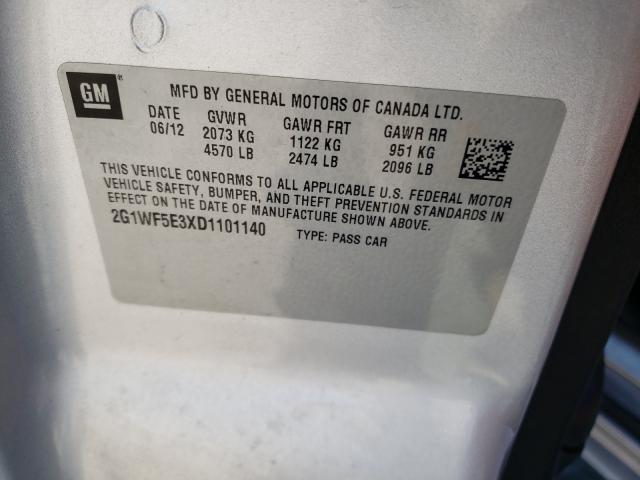 GM ®
MFD BY GENERAL MOTORS OF CANADA LTD.
DATE GVWR GAWR FRT GAWR RR
06/12 2073 KG 1122 KG 951 KG
4570 LB 2474 LB 2096 LB
THIS VEHICLE CONFORMS TO ALL APPLICABLE U.S. FEDERAL MOTOR
VEHICLE SAFETY, BUMPER, AND THEFT PREVENTION STANDARDS IN
EFFECT ON THE DATE OF MANUFACTURE SHOWN ABOVE.
2G1WF5E3XD1101140 TYPE: PASS CAR